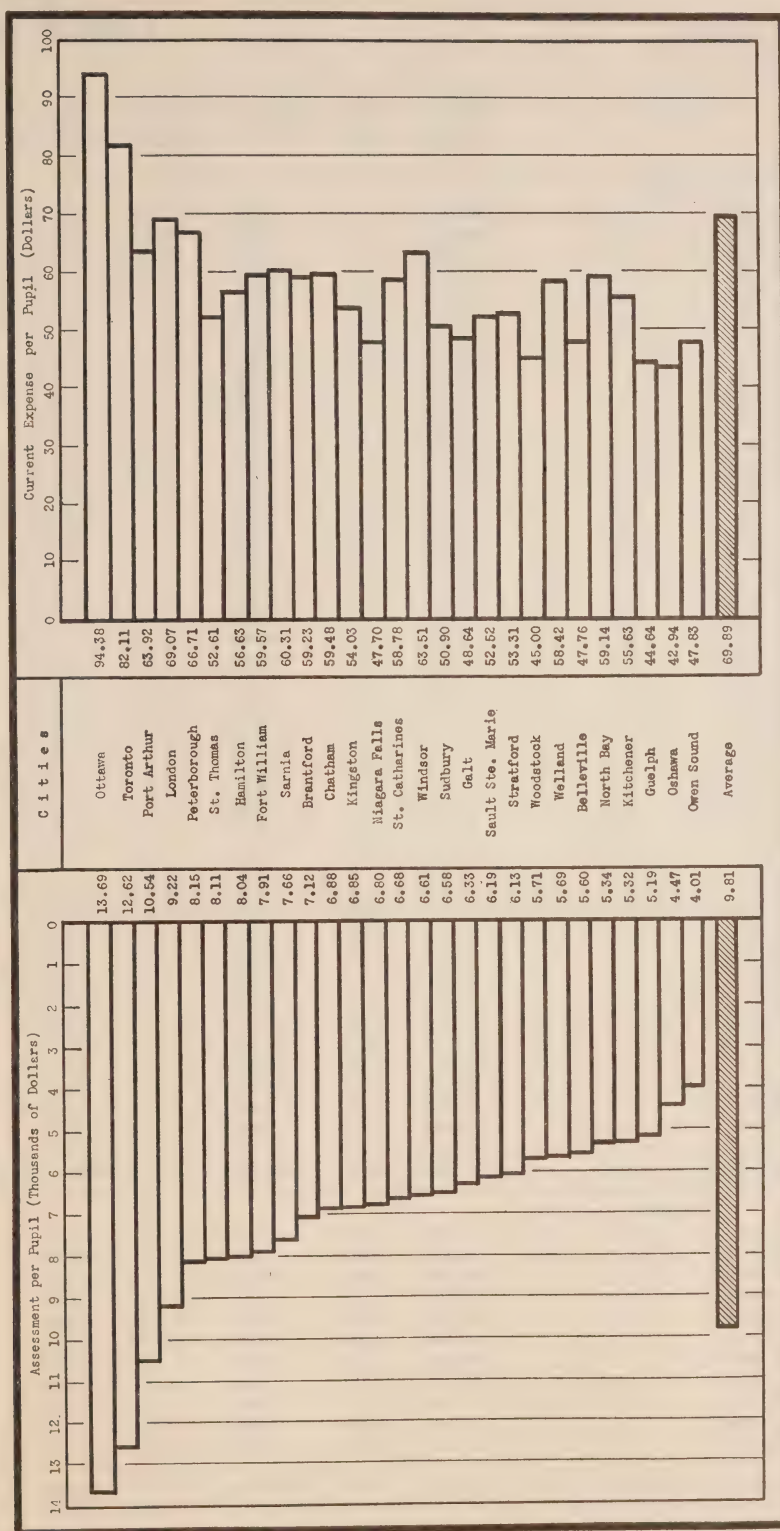 Assessment per Pupil (Thousands of Dollars) Cities Current Expense per Pupil (Dollars)
14 13 12. 11 10 9 8 7 6 5 4 3 2 1 0 0 10 20 30 40 50 60 70 80 90 100
13.69 Ottawa 94.38
12.62 Toronto 82.11
10.54 Port Arthur 63.92
9.22 London 69.07
8.15 Peterborough 66.71
8.11 St. Thomas 52.61
8.04 Hamilton 56.63
7.91 Fort William 59.57
7.66 Sarnia 60.31
7.12 Brantford 59.23
6.88 Chatham 59.48
6.85 Kingston 54.03
6.80 Niagara Falls 47.70
6.68 St. Catharines 58.78
6.61 Windsor 63.51
6.58 Sudbury 50.90
6.33 Galt 48.64
6.19 Sault Ste. Marie 52.52
6.13 Stratford 53.31
5.71 Woodstock 45.00
5.69 Welland 58.42
5.60 Belleville 47.76
5.34 North Bay 59.14
5.32 Kitchener 55.63
5.19 Guelph 44.64
4.47 Oshawa 42.94
4.01 Owen Sound 47.83
9.81 Average 69.89